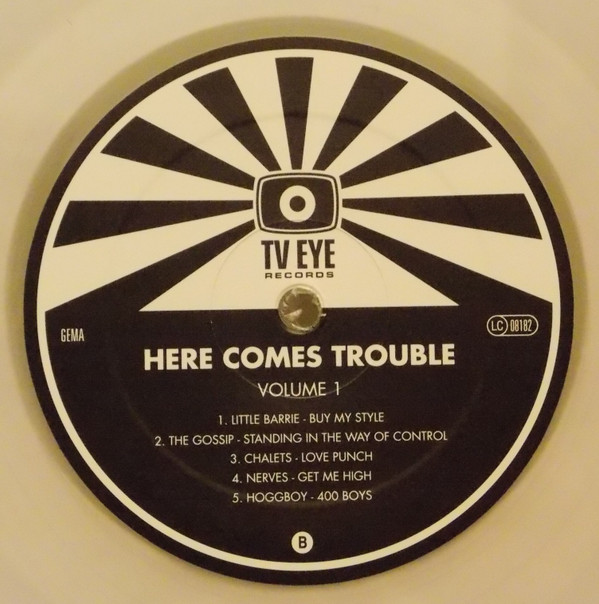 TV EYE
RECORDS
GEMA
LC 08182
HERE COMES TROUBLE
VOLUME 1
1. LITTLE BARRIE - BUY MY STYLE
2. THE GOSSIP - STANDING IN THE WAY OF CONTROL
3. CHALETS - LOVE PUNCH
4. NERVES - GET ME HIGH
5. HOGGBOY - 400 BOYS
B